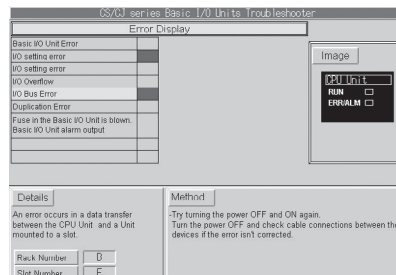 CS/CJ series Basic I/O Units Troubleshooter
Error Display
Basic I/O Unit Error
I/O setting error
I/O setting error
I/O Overflow
I/O Bus Error
Duplication Error
Fuse in the Basic I/O Unit is blown.
Basic I/O Unit alarm output
Image
CPU Unit
RUN
ERR/ALM
Details
An error occurs in a data transfer
between the CPU Unit and a Unit
mounted to a slot.
Rack Number
Slot Number
Method
-Try turning the power OFF and ON again.
Turn the power OFF and check cable connections between the
devices if the error isn't corrected.